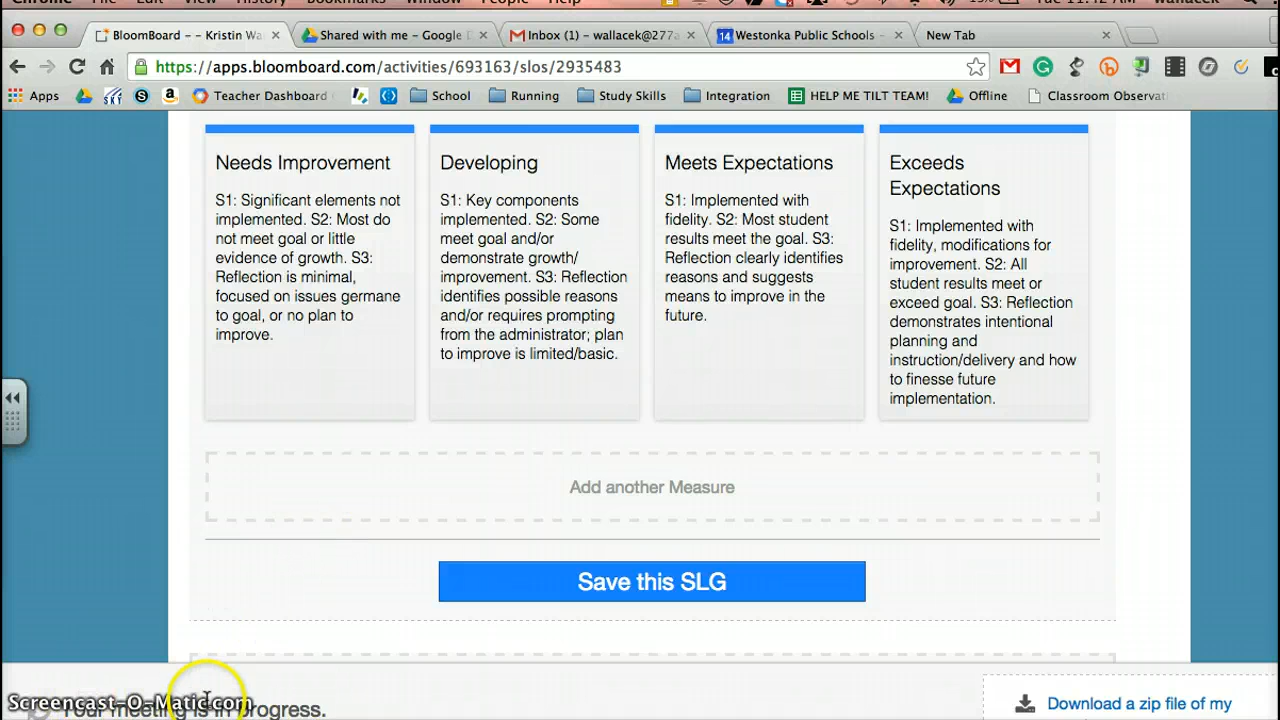 Chrome File Edit View History Bookmarks Window People Help Tue 11:42 AM wallacek
BloomBoard - - Kristin Wa
Shared with me - Google D
Inbox (1) - wallacek@277a
Westonka Public Schools -
New Tab
https://apps.bloomboard.com/activities/693163/slos/2935483
Apps SKY S a Teacher Dashboard School Running Study Skills Integration HELP ME TILT TEAM! Offline Classroom Observat
Needs Improvement
S1: Significant elements not
implemented. S2: Most do
not meet goal or little
evidence of growth. S3:
Reflection is minimal,
focused on issues germane
to goal, or no plan to
improve.
Developing
S1: Key components
implemented. S2: Some
meet goal and/or
demonstrate growth/
improvement. S3: Reflection
identifies possible reasons
and/or requires prompting
from the administrator; plan
to improve is limited/basic.
Meets Expectations
S1: Implemented with
fidelity. S2: Most student
results meet the goal. S3:
Reflection clearly identifies
reasons and suggests
means to improve in the
future.
Exceeds
Expectations
S1: Implemented with
fidelity, modifications for
improvement. S2: All
student results meet or
exceed goal. S3: Reflection
demonstrates intentional
planning and
instruction/delivery and how
to finesse future
implementation.
Add another Measure
Save this SLG
Screencast-O-Matic.com
Your meeting is in progress.
Download a zip file of my